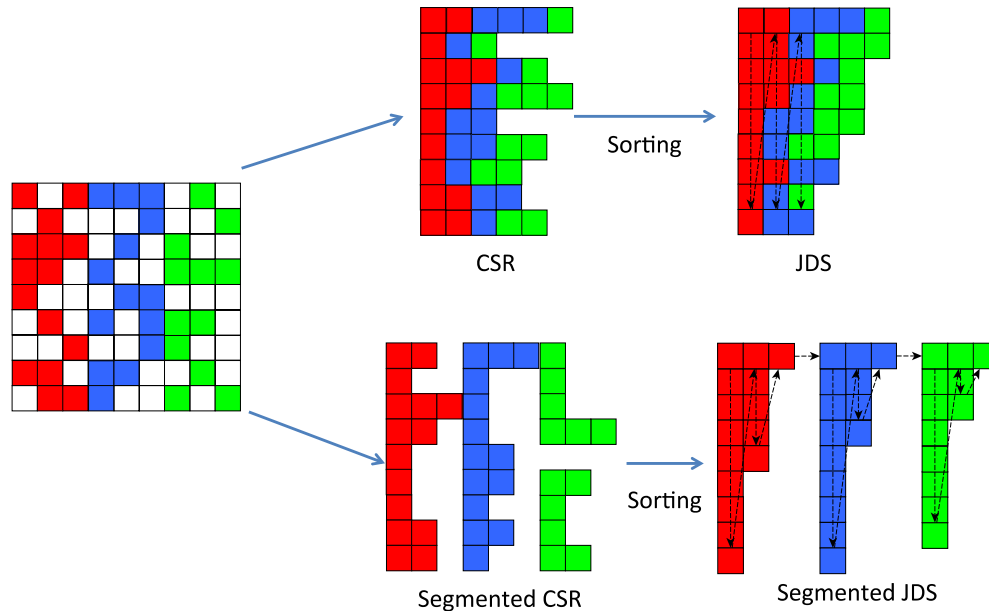 Sorting
CSR
JDS
Sorting
Segmented CSR
Segmented JDS